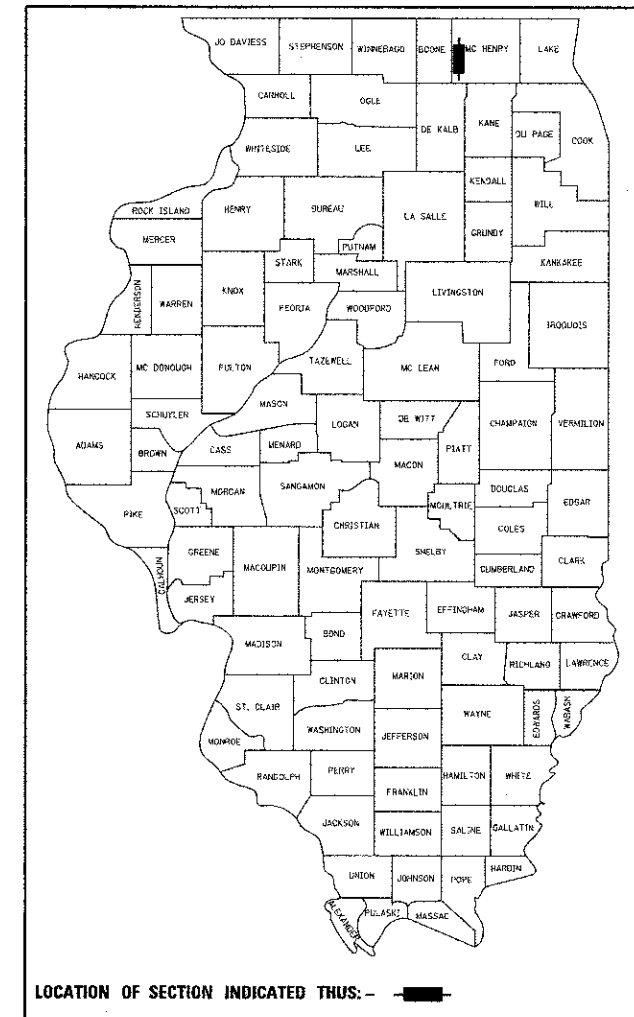 JO DAVIESS
STEPHENSON
WINNEBAGO
BOONE
MC HENRY
LAKE
CARROLL
OGLE
DE KALB
KANE
DU PAGE
COOK
WHITESIDE
LEE
KENDALL
WILL
ROCK ISLAND
HENRY
BUREAU
LA SALLE
GRUNDY
MERCER
PUTNAM
KANKAKEE
STARK
MARSHALL
HENDERSON
WARREN
KNOX
PEORIA
WOODFORD
LIVINGSTON
IROQUOIS
HANCOCK
MC DONOUGH
FULTON
TAZEWELL
MC LEAN
FORD
MASON
SCHUYLER
LOGAN
DE WITT
CHAMPAIGN
VERMILION
ADAMS
BROWN
CASS
MENARD
PIATT
MACON
SANGAMON
MORGAN
DOUGLAS
PIKE
SCOTT
MOULTRIE
EDGAR
CHRISTIAN
COLES
GREENE
MACOUPIN
MONTGOMERY
SHELBY
CLARK
CUMBERLAND
CALHOUN
JERSEY
FAYETTE
EFFINGHAM
JASPER
CRAWFORD
MADISON
BOND
CLAY
RICHLAND
LAWRENCE
MARION
CLINTON
ST. CLAIR
WAYNE
EDWARDS
WABASH
WASHINGTON
JEFFERSON
MONROE
RANDOLPH
PERRY
HAMILTON
WHITE
FRANKLIN
JACKSON
WILLIAMSON
SALINE
GALLATIN
UNION
JOHNSON
POPE
HARDIN
ALEXANDER
PULASKI
MASSAC
LOCATION OF SECTION INDICATED THUS: -